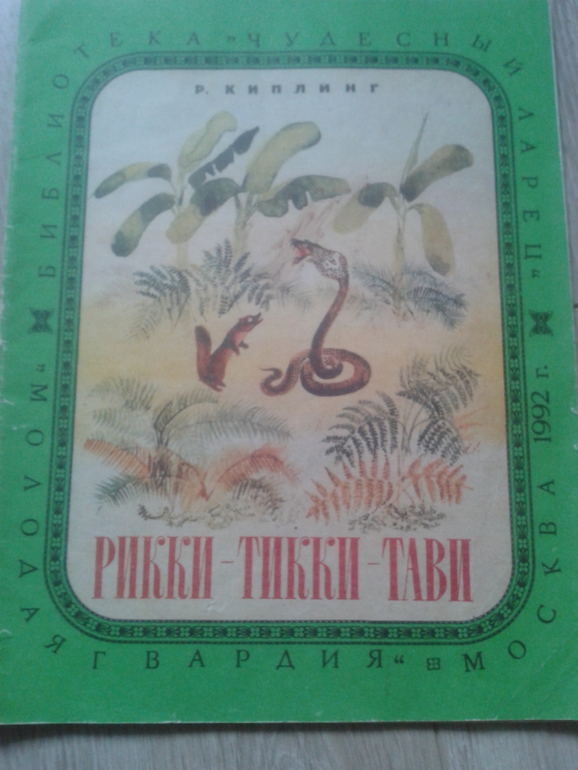 БИБЛИОТЕКА "ЧУДЕСНЫЙ ЛАРЕЦ"
Р. КИПЛИНГ
РИККИ-ТИККИ-ТАВИ
"МОЛОДАЯ ГВАРДИЯ" МОСКВА 1992 г.